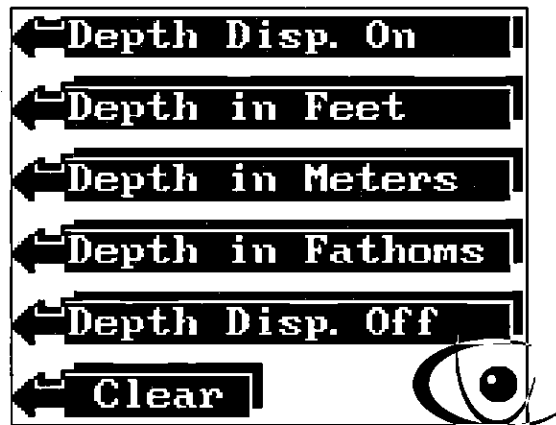 Depth Disp. On
Depth in Feet
Depth in Meters
Depth in Fathoms
Depth Disp. Off
Clear